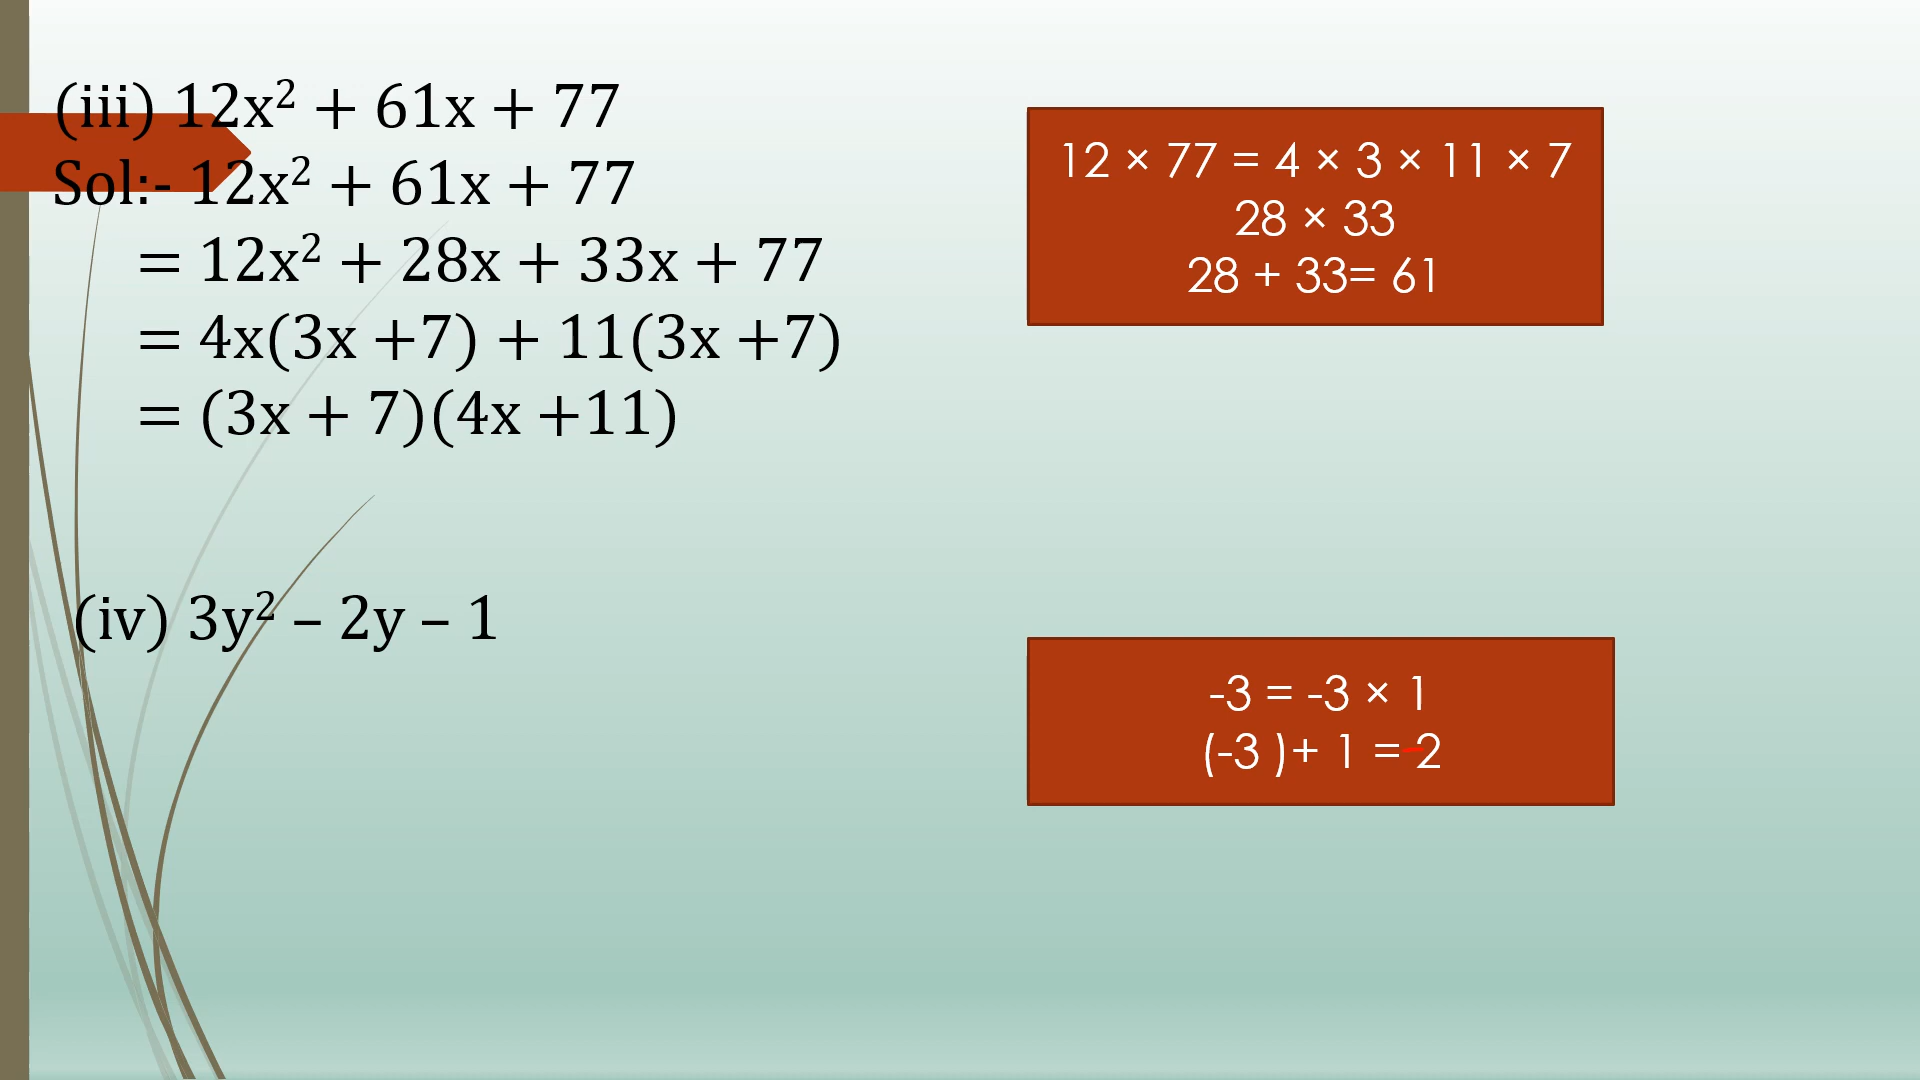 (iii) 12x² + 61x + 77
Sol:- 12x² + 61x + 77
= 12x² + 28x + 33x + 77
= 4x(3x +7) + 11(3x +7)
= (3x + 7)(4x +11)
12 × 77 = 4 × 3 × 11 × 7
28 × 33
28 + 33= 61
(iv) 3y² – 2y – 1
-3 = -3 × 1
(-3 )+ 1 = -2